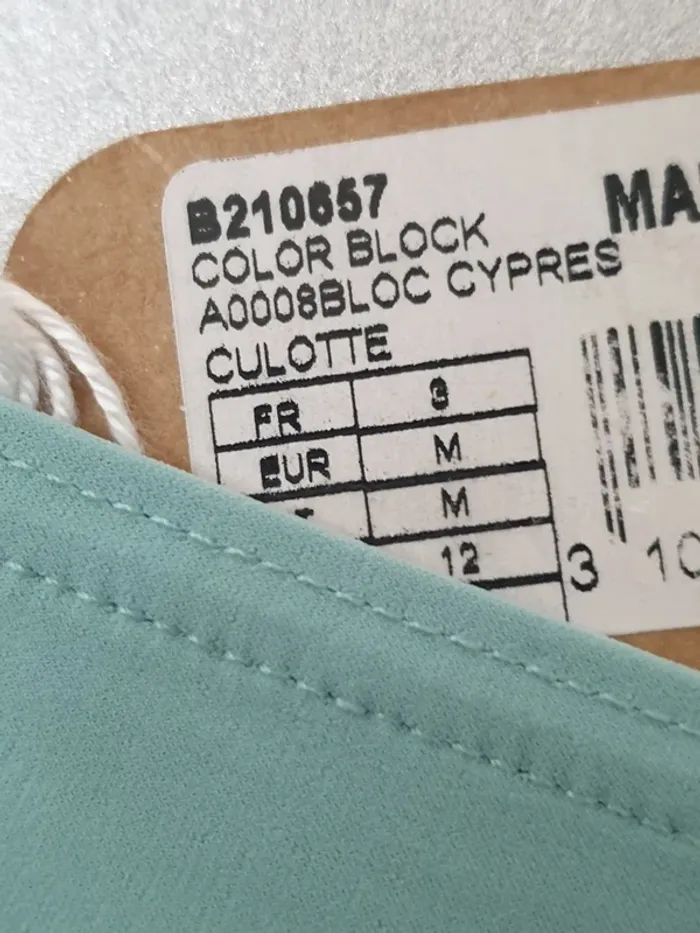 B210657
MA
COLOR BLOCK
A0008BLOC CYPRES
CULOTTE
FR 3
EUR M
M
12
3 10